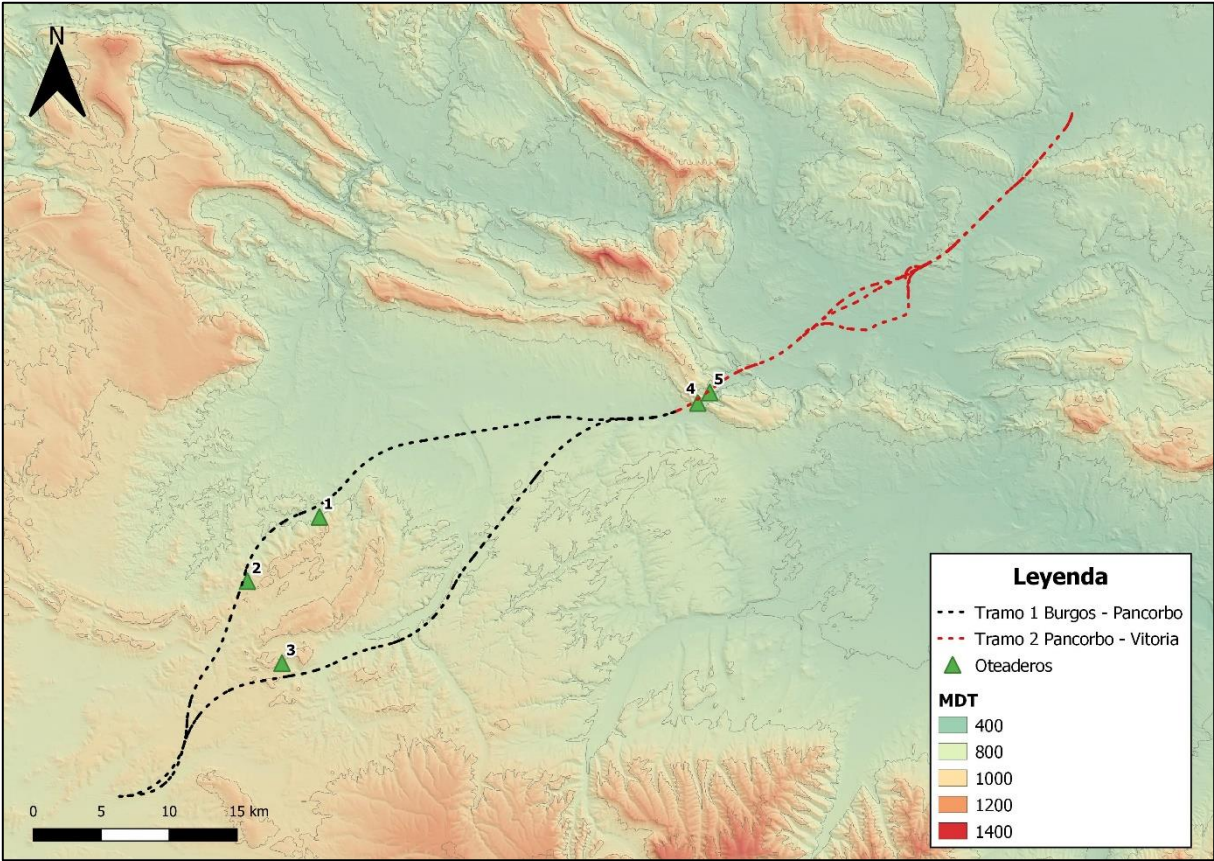 N
5
4
1
2
3
0 5 10 15 km
Leyenda
Tramo 1 Burgos - Pancorbo
Tramo 2 Pancorbo - Vitoria
Oteaderos
MDT
400
800
1000
1200
1400